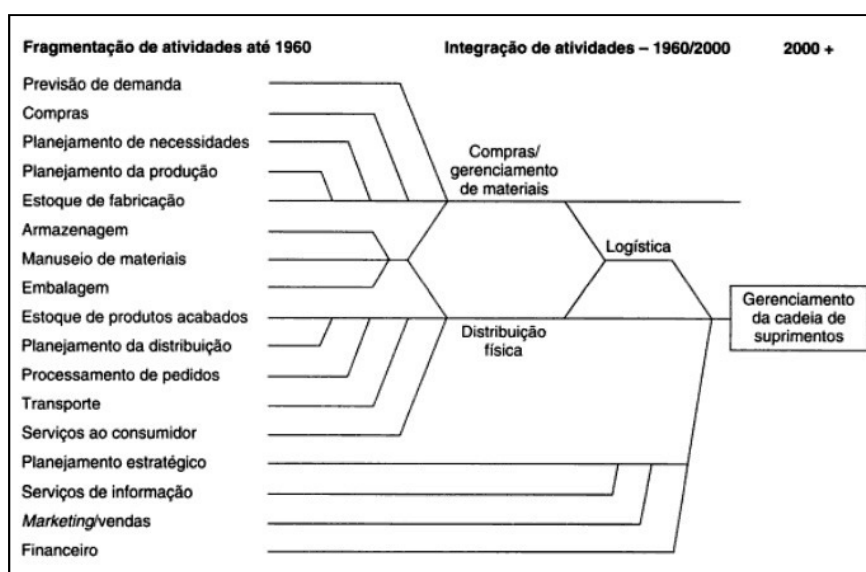 Fragmentação de atividades até 1960
Integração de atividades – 1960/2000
2000 +
Previsão de demanda
Compras
Planejamento de necessidades
Planejamento da produção
Estoque de fabricação
Armazenagem
Manuseio de materiais
Embalagem
Estoque de produtos acabados
Planejamento da distribuição
Processamento de pedidos
Transporte
Serviços ao consumidor
Planejamento estratégico
Serviços de informação
Marketing/vendas
Financeiro
Compras/
gerenciamento
de materiais
Distribuição
física
Logística
Gerenciamento
da cadeia de
suprimentos